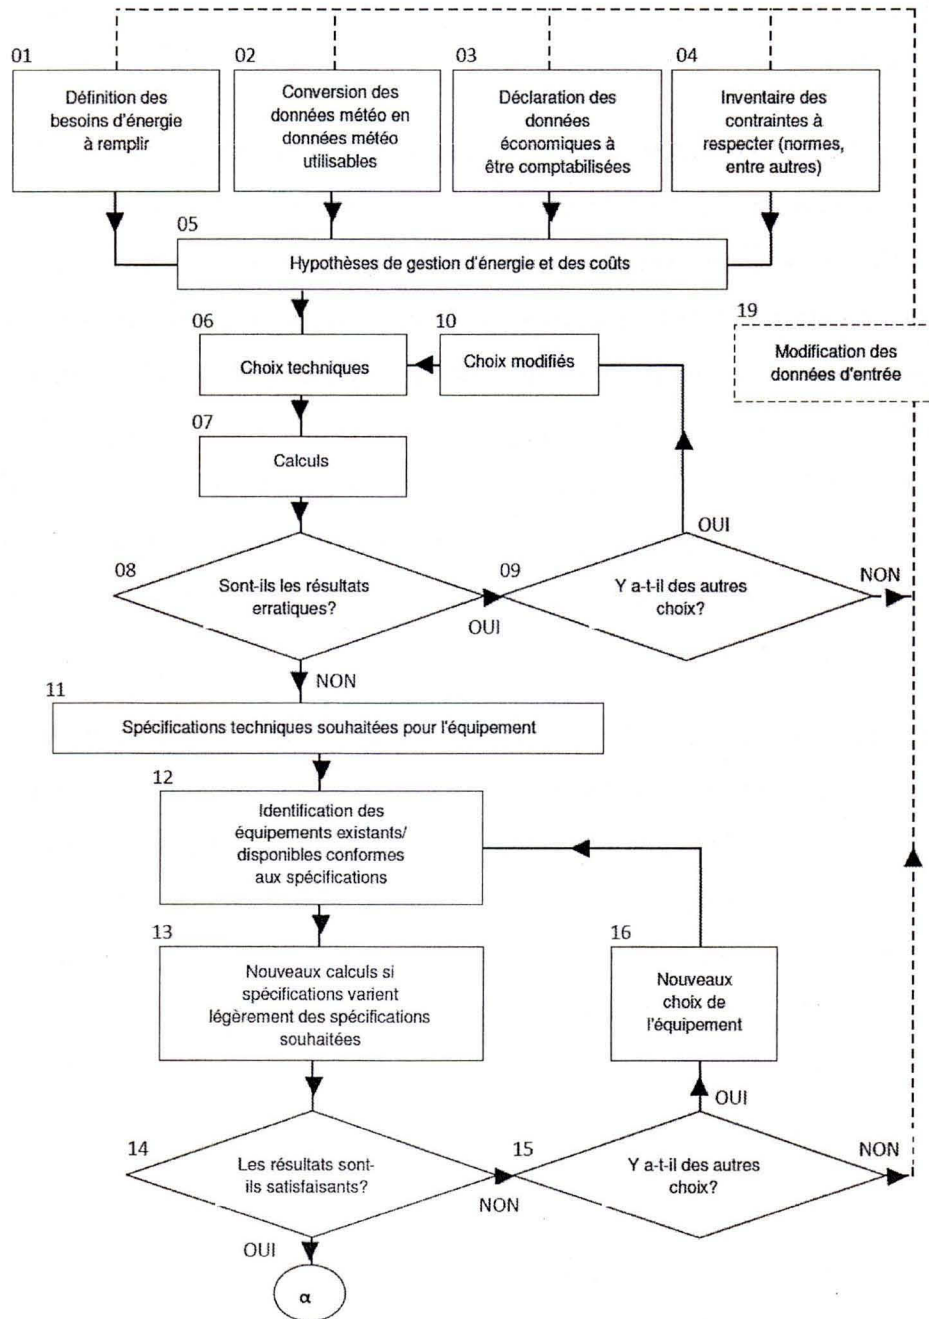 01
Définition des
besoins d'énergie
à remplir
02
Conversion des
données météo en
données météo
utilisables
03
Déclaration des
données
économiques à
être comptabilisées
04
Inventaire des
contraintes à
respecter (normes,
entre autres)
05
Hypothèses de gestion d'énergie et des coûts
06
Choix techniques
10
Choix modifiés
19
Modification des
données d'entrée
07
Calculs
08
Sont-ils les résultats
erratiques?
OUI
NON
09
Y a-t-il des autres
choix?
OUI
NON
11
Spécifications techniques souhaitées pour l'équipement
12
Identification des
équipements existants/
disponibles conformes
aux spécifications
13
Nouveaux calculs si
spécifications varient
légèrement des spécifications
souhaitées
16
Nouveaux
choix de
l'équipement
14
Les résultats sont-
ils satisfaisants?
NON
OUI
15
Y a-t-il des autres
choix?
OUI
NON
α